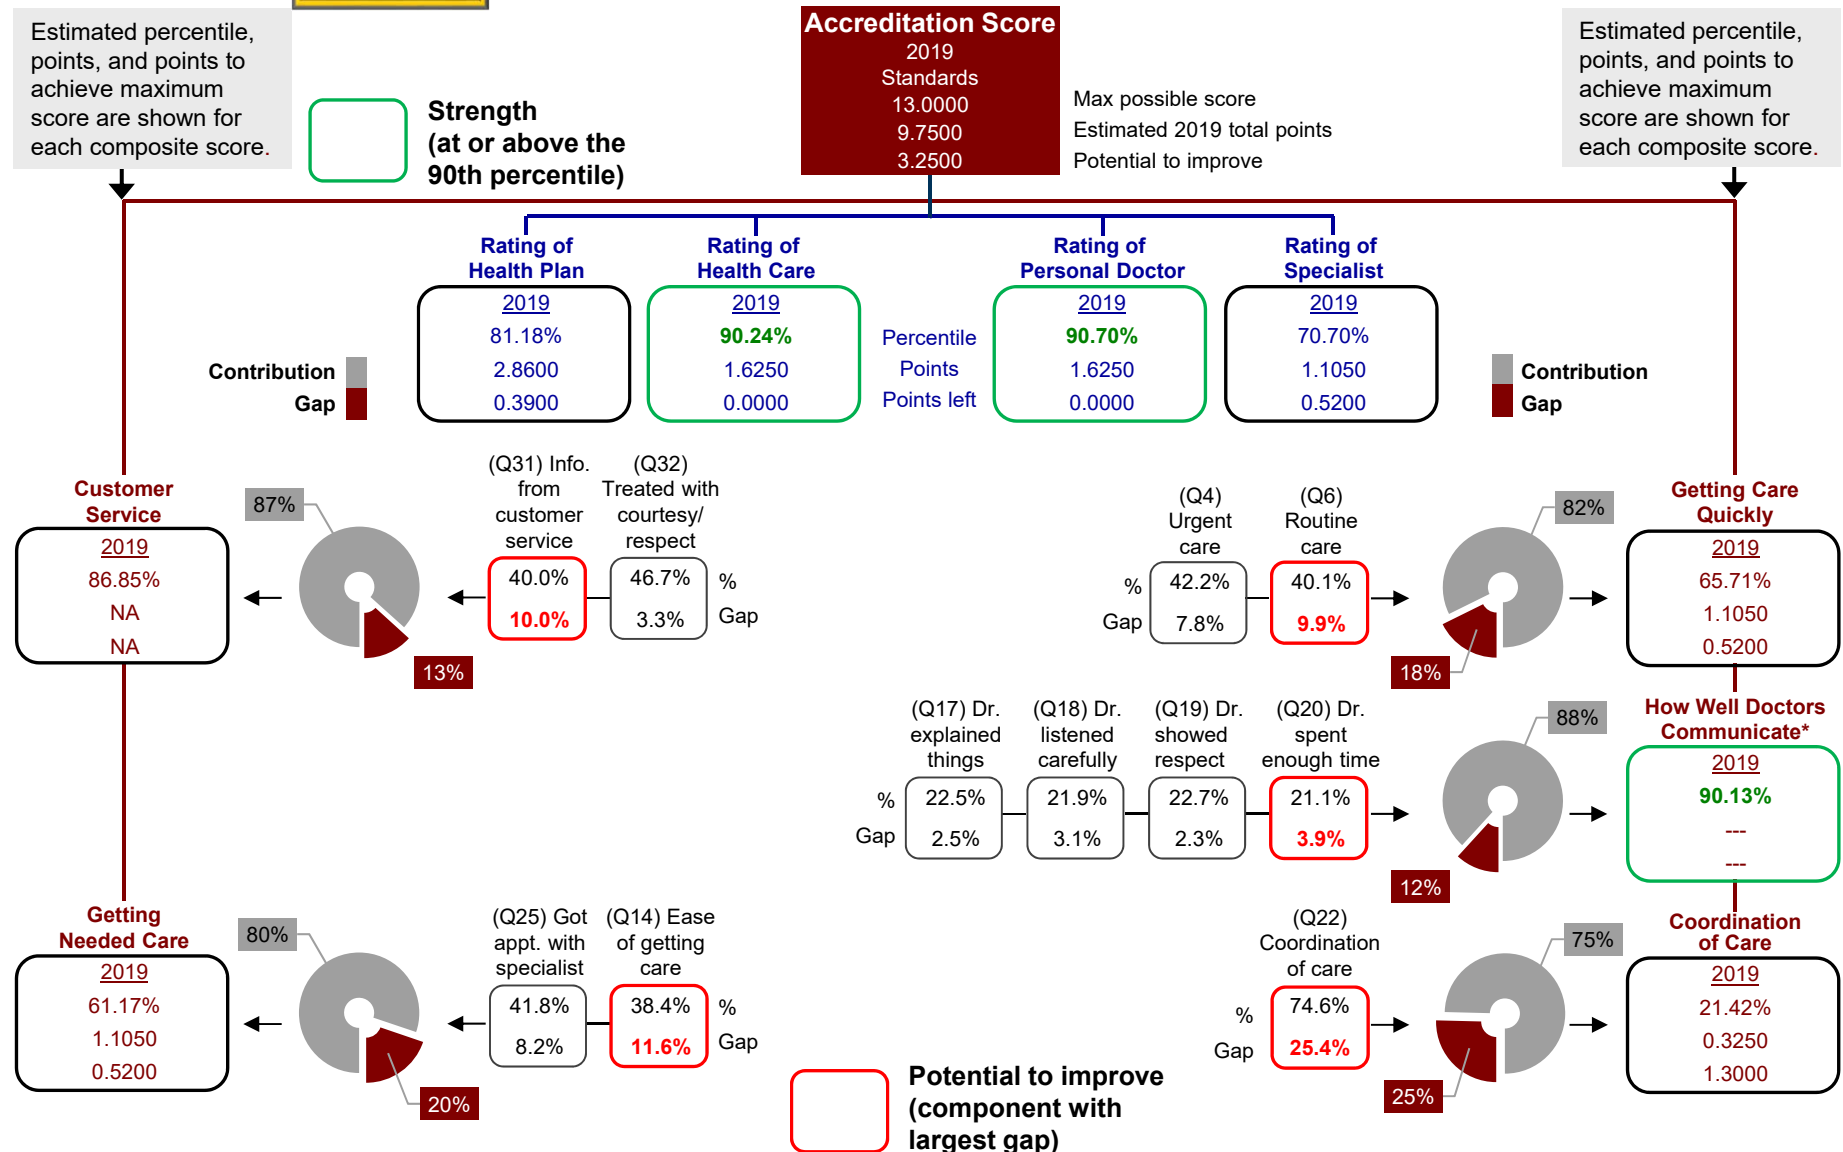 Estimated percentile,
points, and points to
achieve maximum
score are shown for
each composite score.
Strength
(at or above the
90th percentile)
Accreditation Score
2019
Standards
13.0000
9.7500
3.2500
Max possible score
Estimated 2019 total points
Potential to improve
Estimated percentile,
points, and points to
achieve maximum
score are shown for
each composite score.
Rating of
Health Plan
2019
81.18%
2.8600
0.3900
Rating of
Health Care
2019
90.24%
1.6250
0.0000
Percentile
Points
Points left
Rating of
Personal Doctor
2019
90.70%
1.6250
0.0000
Rating of
Specialist
2019
70.70%
1.1050
0.5200
Contribution
Gap
Contribution
Gap
Customer
Service
2019
86.85%
NA
NA
87%
13%
(Q31) Info.
from
customer
service
40.0%
10.0%
(Q32)
Treated with
courtesy/
respect
46.7%
3.3%
%
Gap
(Q4)
Urgent
care
%
Gap
42.2%
7.8%
(Q6)
Routine
care
40.1%
9.9%
82%
18%
Getting Care
Quickly
2019
65.71%
1.1050
0.5200
(Q17) Dr.
explained
things
%
Gap
22.5%
2.5%
(Q18) Dr.
listened
carefully
21.9%
3.1%
(Q19) Dr.
showed
respect
22.7%
2.3%
(Q20) Dr.
spent
enough time
21.1%
3.9%
88%
12%
How Well Doctors
Communicate*
2019
90.13%
---
---
Getting
Needed Care
2019
61.17%
1.1050
0.5200
80%
20%
(Q25) Got
appt. with
specialist
41.8%
8.2%
(Q14) Ease
of getting
care
38.4%
11.6%
%
Gap
(Q22)
Coordination
of care
%
Gap
74.6%
25.4%
75%
25%
Coordination
of Care
2019
21.42%
0.3250
1.3000
Potential to improve
(component with
largest gap)